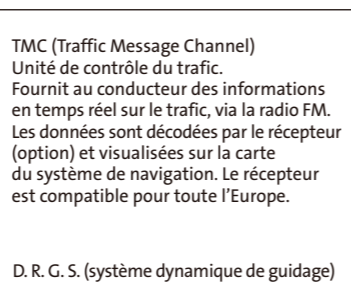 TMC (Traffic Message Channel)
Unité de contrôle du trafic.
Fournit au conducteur des informations
en temps réel sur le trafic, via la radio FM.
Les données sont décodées par le récepteur
(option) et visualisées sur la carte
du système de navigation. Le récepteur
est compatible pour toute l’Europe.
D. R. G. S. (système dynamique de guidage)